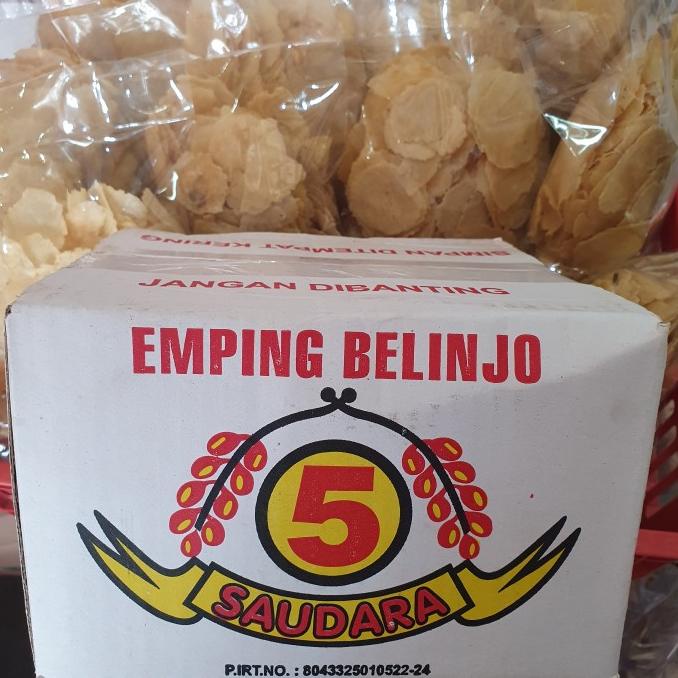 SIMPAN DITEMPAT KERING
JANGAN DIBANTING
EMPING BELINJO
5
SAUDARA
P.IRT.NO. : 8043325010522-24